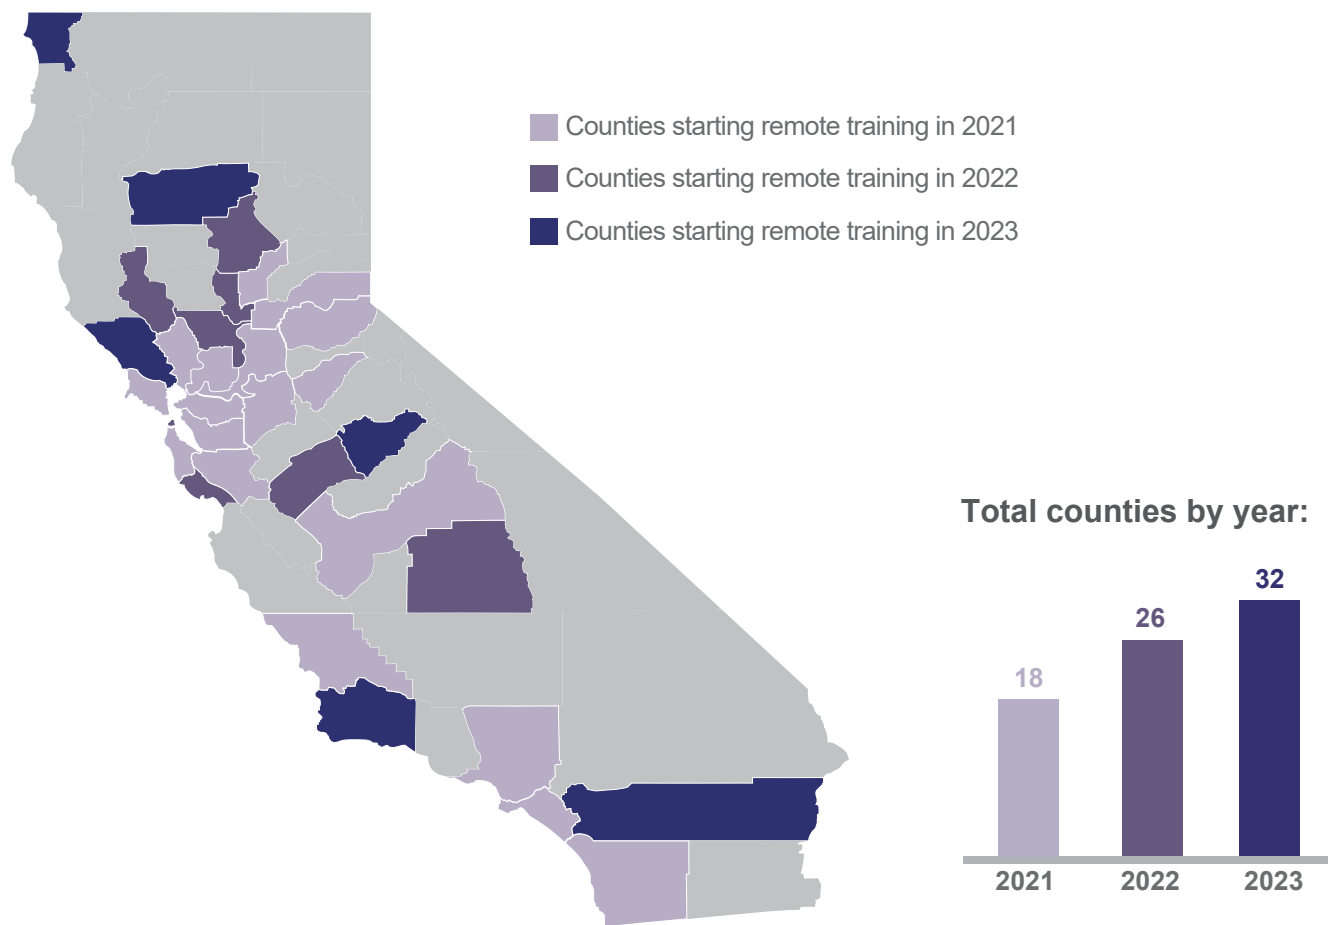 Counties starting remote training in 2021
Counties starting remote training in 2022
Counties starting remote training in 2023
Total counties by year:
32
26
18
2021
2022
2023